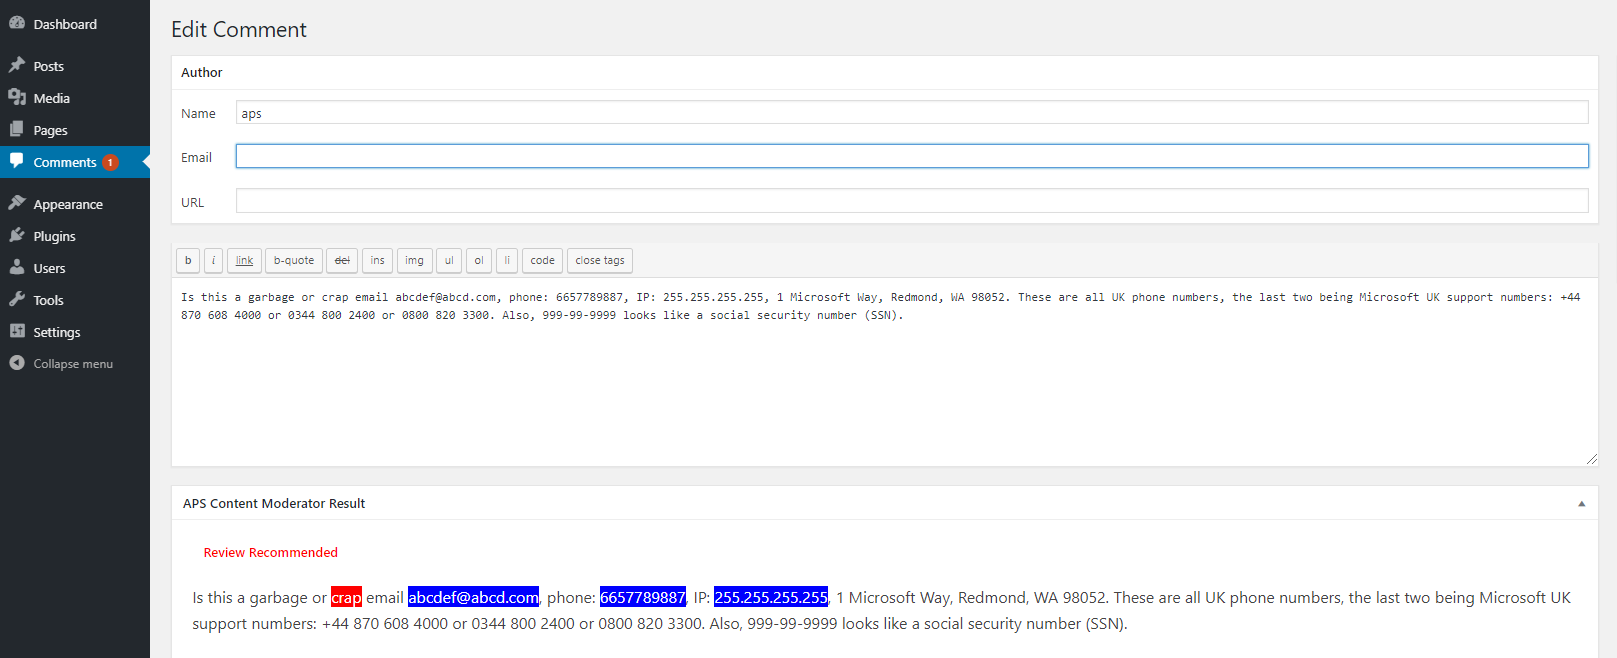 Dashboard
Posts
Media
Pages
Comments 1
Appearance
Plugins
Users
Tools
Settings
Collapse menu
Edit Comment
Author
Name aps
Email
URL
b i link b-quote del ins img ul ol li code close tags
Is this a garbage or crap email abcdef@abcd.com, phone: 6657789887, IP: 255.255.255.255, 1 Microsoft Way, Redmond, WA 98052. These are all UK phone numbers, the last two being Microsoft UK support numbers: +44
870 608 4000 or 0344 800 2400 or 0800 820 3300. Also, 999-99-9999 looks like a social security number (SSN).
APS Content Moderator Result
Review Recommended
Is this a garbage or crap email abcdef@abcd.com, phone: 6657789887, IP: 255.255.255.255, 1 Microsoft Way, Redmond, WA 98052. These are all UK phone numbers, the last two being Microsoft UK
support numbers: +44 870 608 4000 or 0344 800 2400 or 0800 820 3300. Also, 999-99-9999 looks like a social security number (SSN).